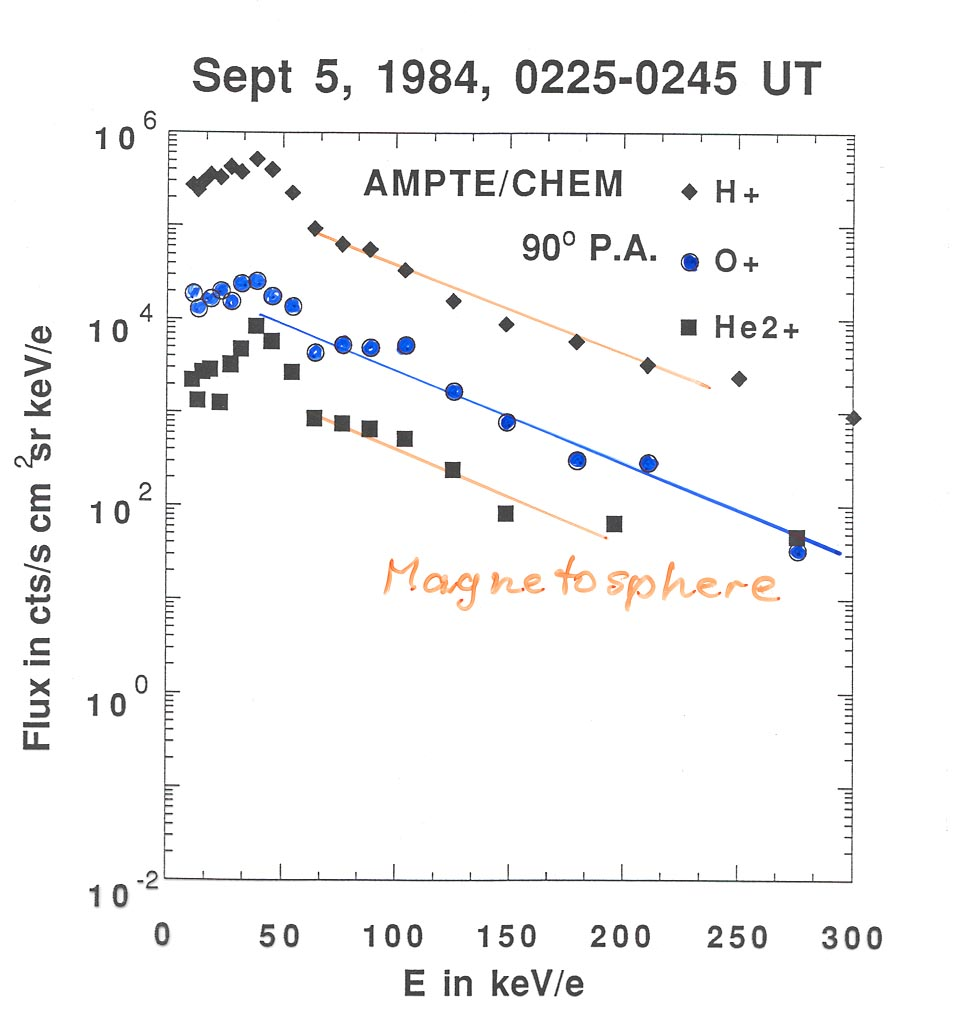 Sept 5, 1984, 0225-0245 UT
10 6
AMPTE/CHEM
H+
90° P.A.
O+
10 4
He2+
10 2
Magnetosphere
10 0
10 -2
0 50 100 150 200 250 300
E in keV/e
Flux in cts/s cm 2 sr keV/e